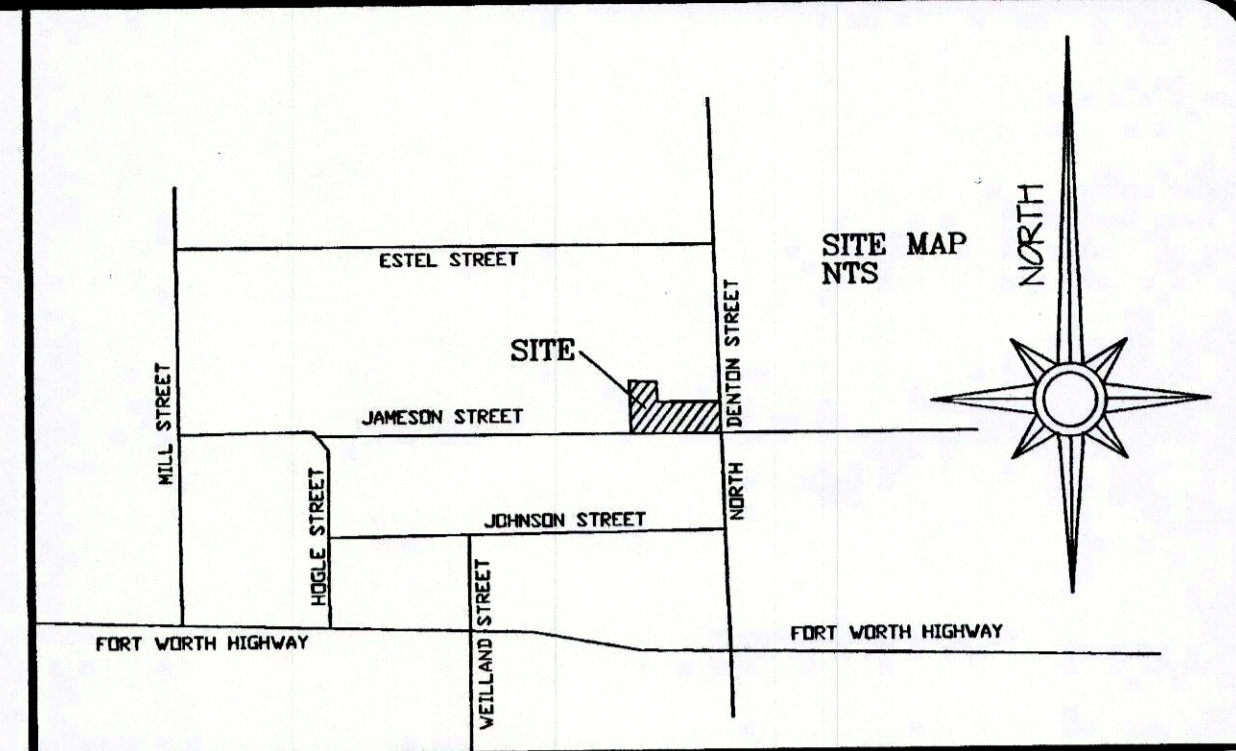 SITE MAP
NTS
NORTH
ESTEL STREET
SITE
NORTH DENTON STREET
MILL STREET
JAMESON STREET
HOGLE STREET
JOHNSON STREET
WEILLAND STREET
FORT WORTH HIGHWAY
FORT WORTH HIGHWAY